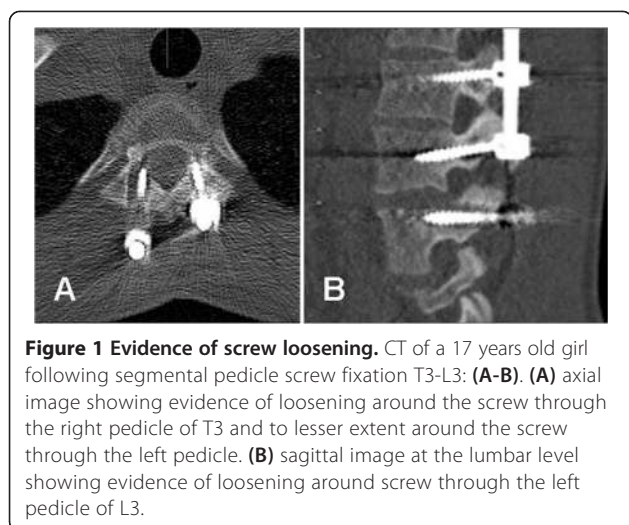 A
B
Figure 1 Evidence of screw loosening. CT of a 17 years old girl
following segmental pedicle screw fixation T3-L3: (A-B). (A) axial
image showing evidence of loosening around the screw through
the right pedicle of T3 and to lesser extent around the screw
through the left pedicle. (B) sagittal image at the lumbar level
showing evidence of loosening around screw through the left
pedicle of L3.